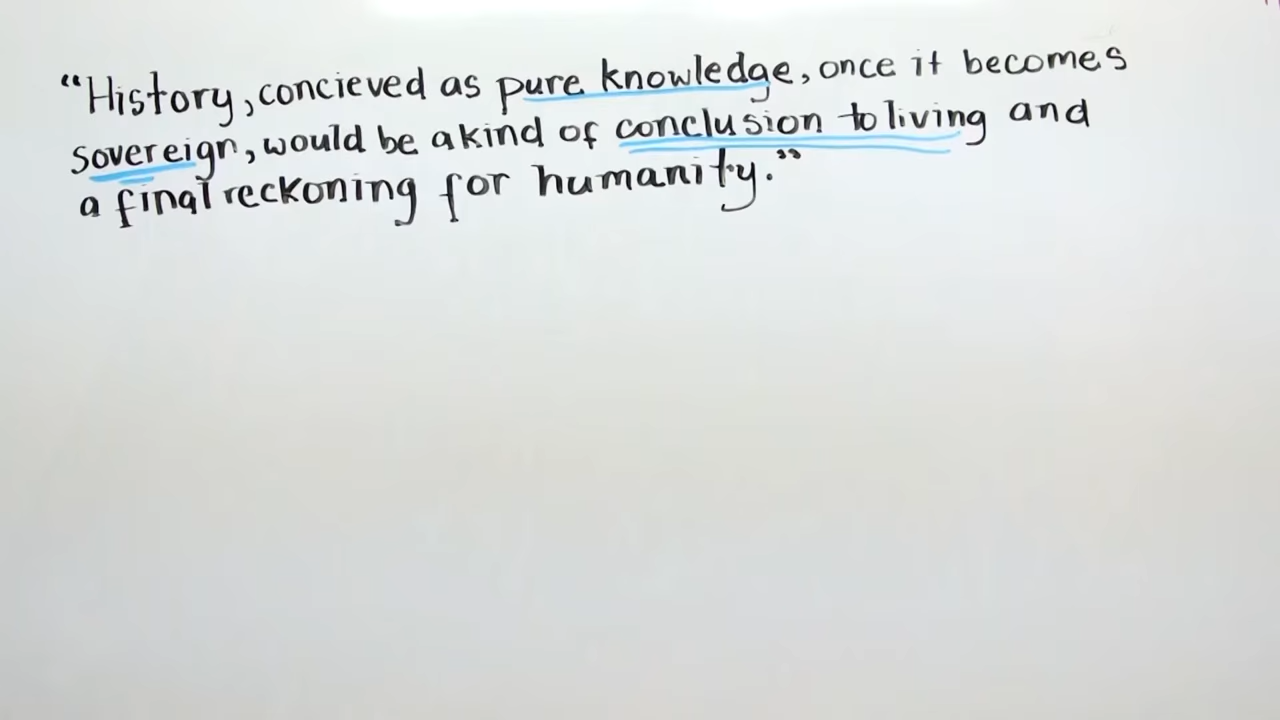 “History, concieved as pure knowledge, once it becomes
sovereign, would be a kind of conclusion to living and
a final reckoning for humanity.”